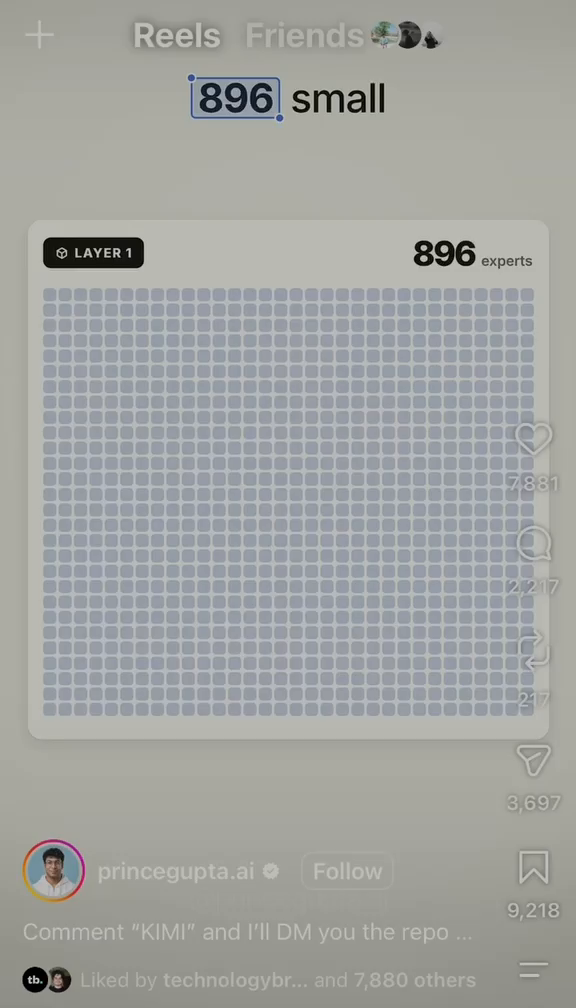 Reels Friends
896 small
LAYER 1
896 experts
7,881
2,217
217
3,697
princegupta.ai Follow
9,218
Comment “KIMI” and I’ll DM you the repo ...
tb.
Liked by technologybr... and 7,880 others